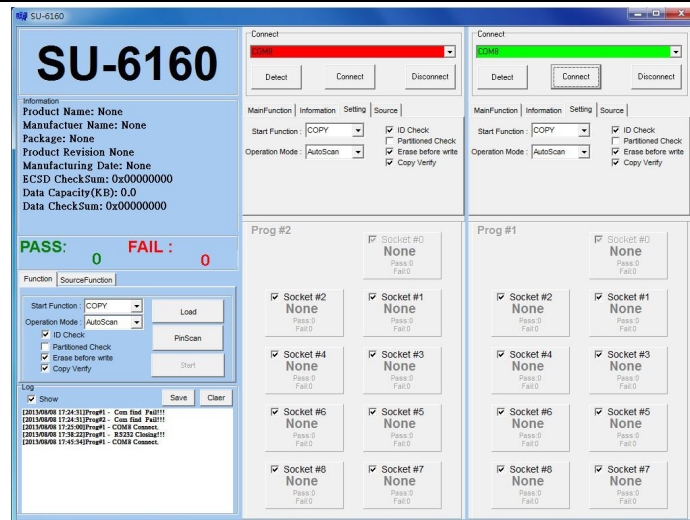 SU-6160
SU-6160
Information
Product Name: None
Manufactuer Name: None
Package: None
Product Revision None
Manufacturing Date: None
ECSD CheckSum: 0x00000000
Data Capacity(KB): 0.0
Data CheckSum: 0x00000000
PASS: 0 FAIL : 0
Function SourceFunction
Start Function : COPY
Operation Mode : AutoScan
ID Check
Partitioned Check
Erase before write
Copy Verify
Load
PinScan
Start
Log
Show Save Claer
[2013/08/08 17:24:31]Prog#1 - Com find Fail!!!
[2013/08/08 17:24:31]Prog#2 - Com find Fail!!!
[2013/08/08 17:25:00]Prog#1 - COM8 Connect.
[2013/08/08 17:38:22]Prog#1 - RS232 Closing!!!
[2013/08/08 17:45:34]Prog#1 - COM8 Connect.
Connect
COM8
Detect Connect Disconnect
MainFunction Information Setting Source
Start Function : COPY
Operation Mode : AutoScan
ID Check
Partitioned Check
Erase before write
Copy Verify
Prog #2
Socket #0
None
Pass:0
Fail:0
Socket #2 Socket #1
None None
Pass:0 Pass:0
Fail:0 Fail:0
Socket #4 Socket #3
None None
Pass:0 Pass:0
Fail:0 Fail:0
Socket #6 Socket #5
None None
Pass:0 Pass:0
Fail:0 Fail:0
Socket #8 Socket #7
None None
Pass:0 Pass:0
Fail:0 Fail:0
Connect
COM8
Detect Connect Disconnect
MainFunction Information Setting Source
Start Function : COPY
Operation Mode : AutoScan
ID Check
Partitioned Check
Erase before write
Copy Verify
Prog #1
Socket #0
None
Pass:0
Fail:0
Socket #2 Socket #1
None None
Pass:0 Pass:0
Fail:0 Fail:0
Socket #4 Socket #3
None None
Pass:0 Pass:0
Fail:0 Fail:0
Socket #6 Socket #5
None None
Pass:0 Pass:0
Fail:0 Fail:0
Socket #8 Socket #7
None None
Pass:0 Pass:0
Fail:0 Fail:0